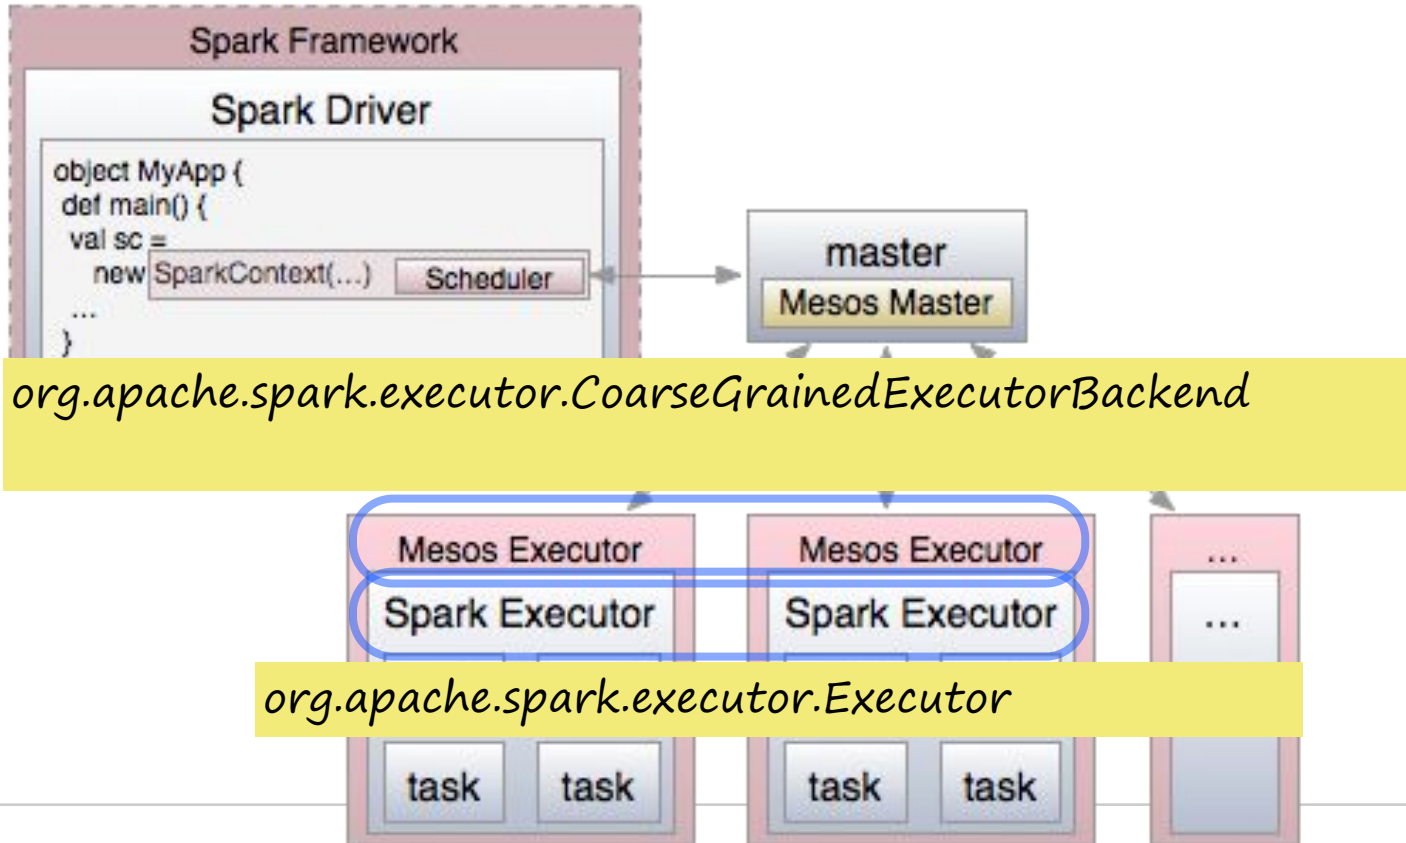 Spark Framework
Spark Driver
object MyApp {
def main() {
val sc =
new SparkContext(...) Scheduler
...
}
master
Mesos Master
org.apache.spark.executor.CoarseGrainedExecutorBackend
Mesos Executor
Mesos Executor
...
Spark Executor
Spark Executor
...
org.apache.spark.executor.Executor
task task
task task